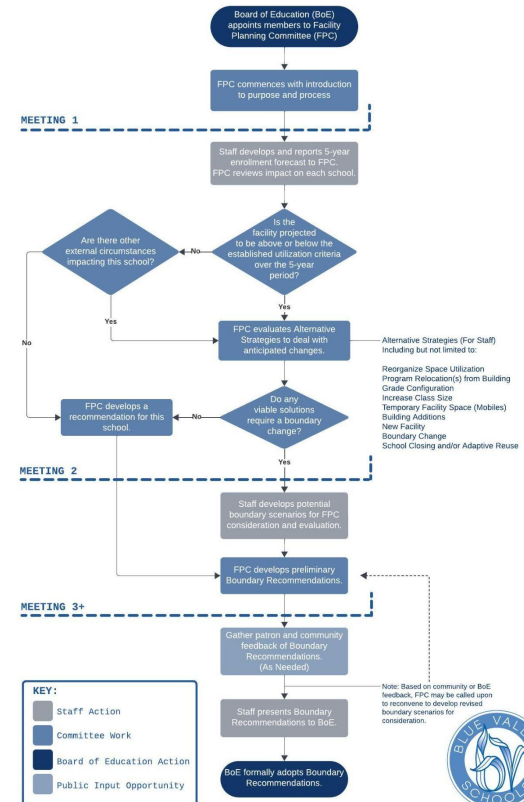 Board of Education (BoE)
appoints members to Facility
Planning Committee (FPC)
FPC commences with introduction
to purpose and process
MEETING 1
Staff develops and reports 5-year
enrollment forecast to FPC.
FPC reviews impact on each school.
Is the
facility projected
to be above or below the
established utilization criteria
over the 5-year
period?
No
Are there other
external circumstances
impacting this school?
Yes
Yes
No
FPC evaluates Alternative
Strategies to deal with
anticipated changes.
Alternative Strategies (For Staff)
Including but not limited to:
Reorganize Space Utilization
Program Relocation(s) from Building
Grade Configuration
Increase Class Size
Temporary Facility Space (Mobiles)
Building Additions
New Facility
Boundary Change
School Closing and/or Adaptive Reuse
Do any
viable solutions
require a boundary
change?
No
FPC develops a
recommendation for this
school.
Yes
MEETING 2
Staff develops potential
boundary scenarios for FPC
consideration and evaluation.
FPC develops preliminary
Boundary Recommendations.
MEETING 3+
Gather patron and community
feedback of Boundary
Recommendations.
(As Needed)
Note: Based on community or BoE
feedback, FPC may be called upon
to reconvene to develop revised
boundary scenarios for
consideration.
Staff presents Boundary
Recommendations to BoE.
BoE formally adopts Boundary
Recommendations.
KEY:
Staff Action
Committee Work
Board of Education Action
Public Input Opportunity
BLUE VAL
SCHOO